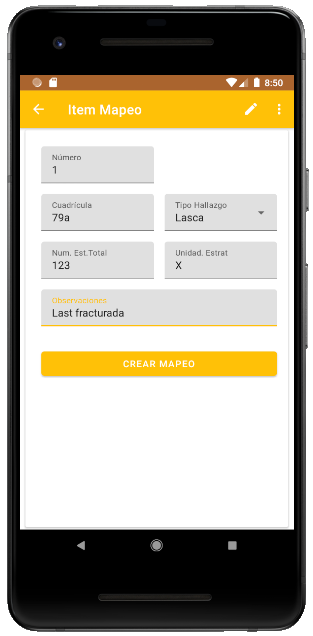 8:50
Item Mapeo
Número
1
Cuadrícula
79a
Tipo Hallazgo
Lasca
Num. Est.Total
123
Unidad. Estrat
X
Observaciones
Last fracturada
CREAR MAPEO